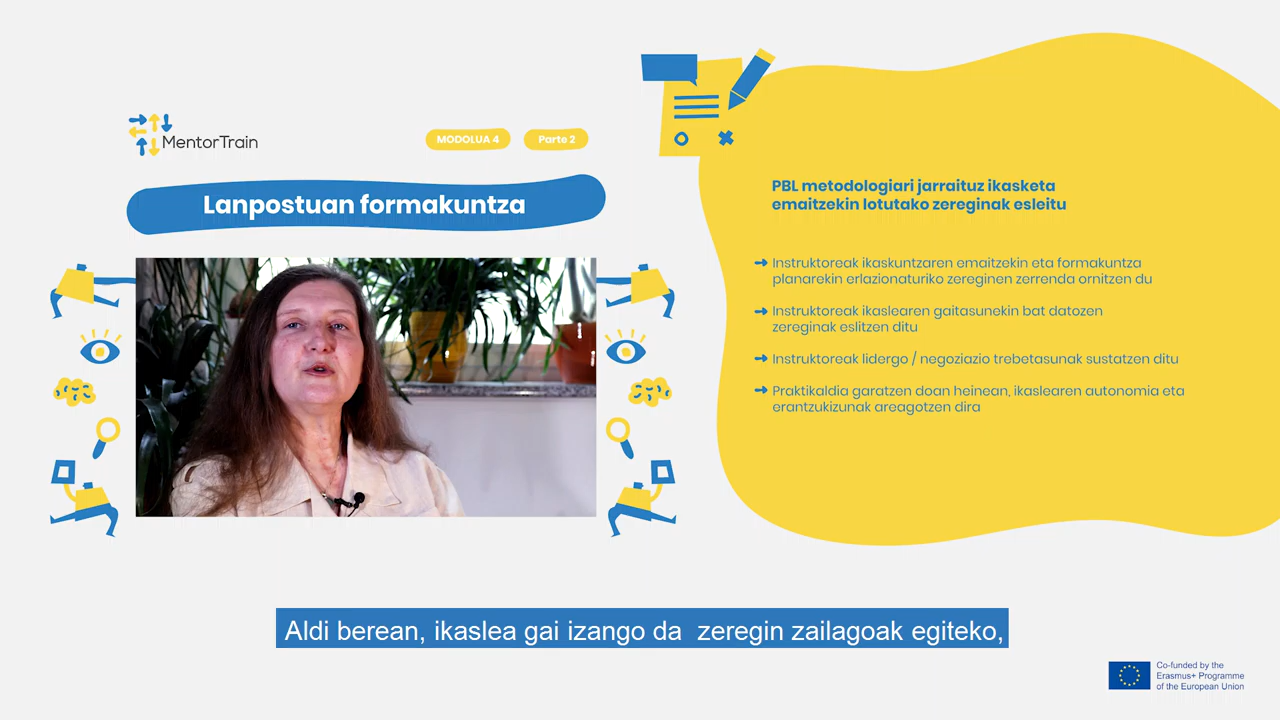 MentorTrain
MODOLUA 4
Parte 2
Lanpostuan formakuntza
PBL metodologiari jarraituz ikasketa
emaitzekin lotutako zereginak esleitu
Instruktoreak ikaskuntzaren emaitzekin eta formakuntza
planarekin erlazionaturiko zereginen zerrenda ornitzen du
Instruktoreak ikaslearen gaitasunekin bat datozen
zereginak eslitzen ditu
Instruktoreak lidergo / negoziazio trebetasunak sustatzen ditu
Praktikaldia garatzen doan heinean, ikaslearen autonomia eta
erantzukizunak areagotzen dira
Aldi berean, ikaslea gai izango da  zeregin zailagoak egiteko,
Co-funded by the
Erasmus+ Programme
of the European Union